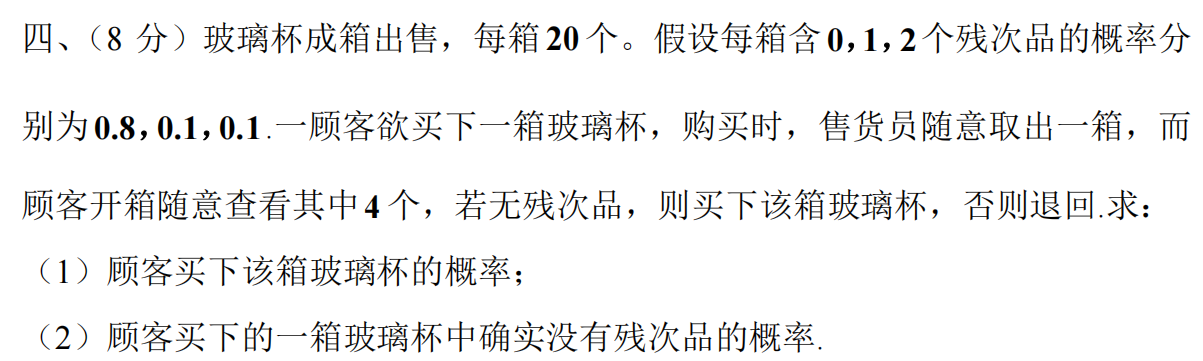 四、（8 分）玻璃杯成箱出售，每箱 20 个。假设每箱含 0，1，2 个残次品的概率分
别为 0.8，0.1，0.1.一顾客欲买下一箱玻璃杯，购买时，售货员随意取出一箱，而
顾客开箱随意查看其中 4 个，若无残次品，则买下该箱玻璃杯，否则退回.求：
（1）顾客买下该箱玻璃杯的概率；
（2）顾客买下的一箱玻璃杯中确实没有残次品的概率.